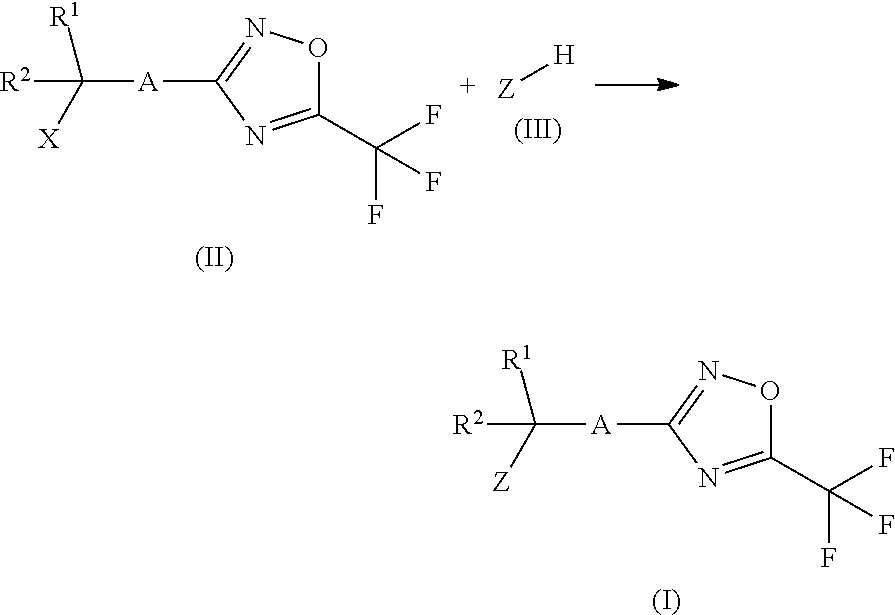 R¹
N
O
R² A
N
X
F
F
F
(II)
+ Z H
(III)
R¹
N
O
R² A
N
Z
F
F
F
(I)